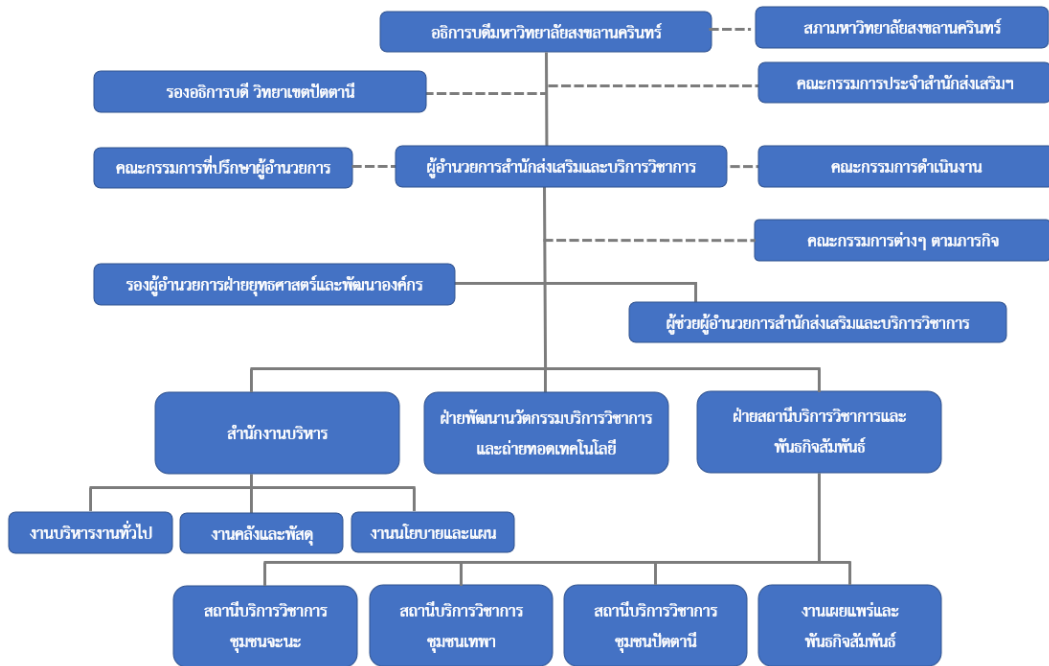 อธิการบดีมหาวิทยาลัยสงขลานครินทร์
สภามหาวิทยาลัยสงขลานครินทร์
รองอธิการบดี วิทยาเขตปัตตานี
คณะกรรมการประจำสำนักส่งเสริมฯ
คณะกรรมการที่ปรึกษาผู้อำนวยการ
ผู้อำนวยการสำนักส่งเสริมและบริการวิชาการ
คณะกรรมการดำเนินงาน
คณะกรรมการต่างๆ ตามภารกิจ
รองผู้อำนวยการฝ่ายยุทธศาสตร์และพัฒนาองค์กร
ผู้ช่วยผู้อำนวยการสำนักส่งเสริมและบริการวิชาการ
สำนักงานบริหาร
ฝ่ายพัฒนานวัตกรรมบริการวิชาการ
และถ่ายทอดเทคโนโลยี
ฝ่ายสถานีบริการวิชาการและ
พันธกิจสัมพันธ์
งานบริหารงานทั่วไป
งานคลังและพัสดุ
งานนโยบายและแผน
สถานีบริการวิชาการ
ชุมชนจะนะ
สถานีบริการวิชาการ
ชุมชนเทพา
สถานีบริการวิชาการ
ชุมชนปัตตานี
งานเผยแพร่และ
พันธกิจสัมพันธ์